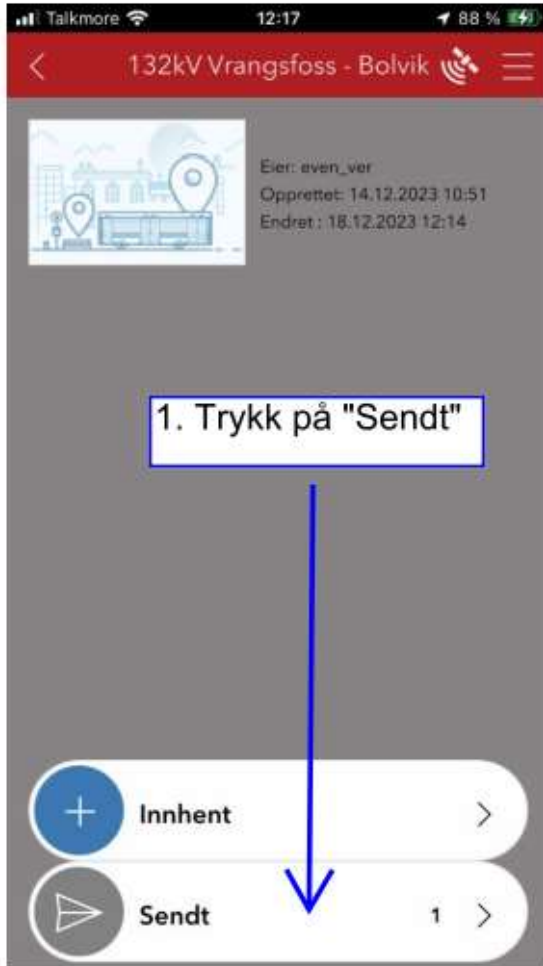 Talkmore 12:17 88 %
132kV Vrangsfoss - Bolvik
Eier: even_ver
Opprettet: 14.12.2023 10:51
Endret : 18.12.2023 12:14
1. Trykk på "Sendt"
Innhent
Sendt 1